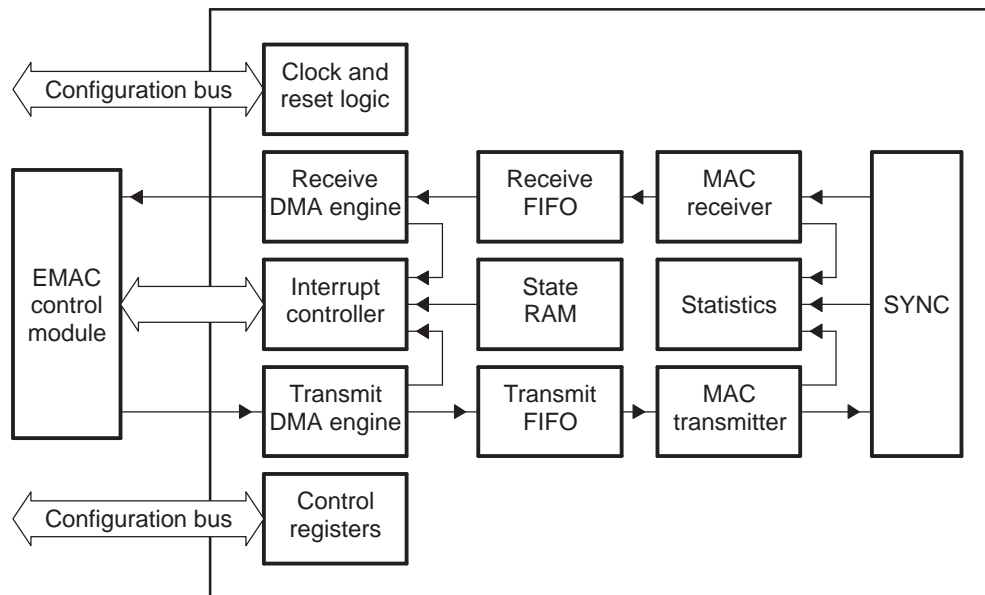 Clock and
reset logic
Configuration bus
Receive
DMA engine
Receive
FIFO
MAC
receiver
EMAC
control
module
Interrupt
controller
State
RAM
Statistics
SYNC
Transmit
DMA engine
Transmit
FIFO
MAC
transmitter
Configuration bus
Control
registers